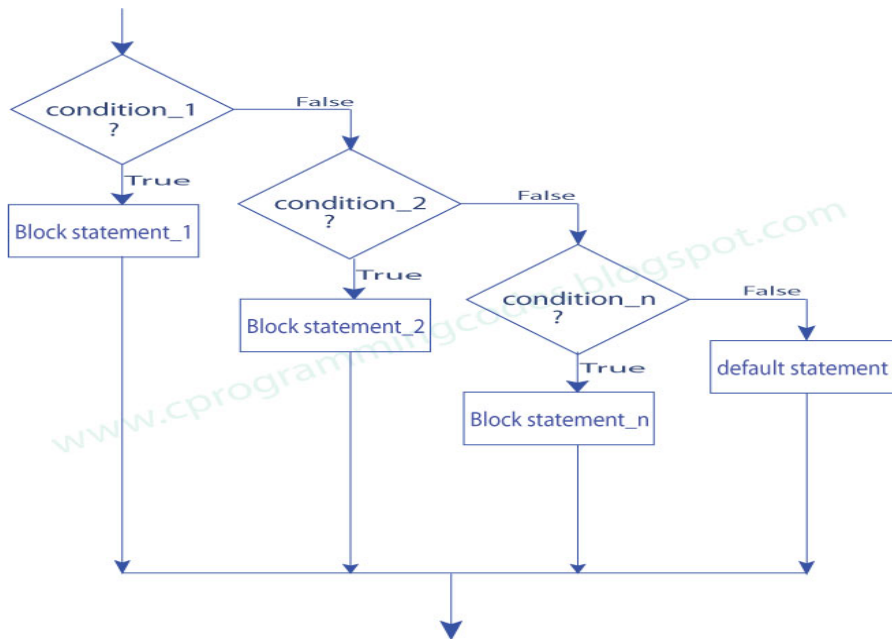 condition_1
?
False
True
Block statement_1
condition_2
?
False
True
Block statement_2
condition_n
?
False
True
Block statement_n
default statement
www.cprogrammingcodes.blogspot.com